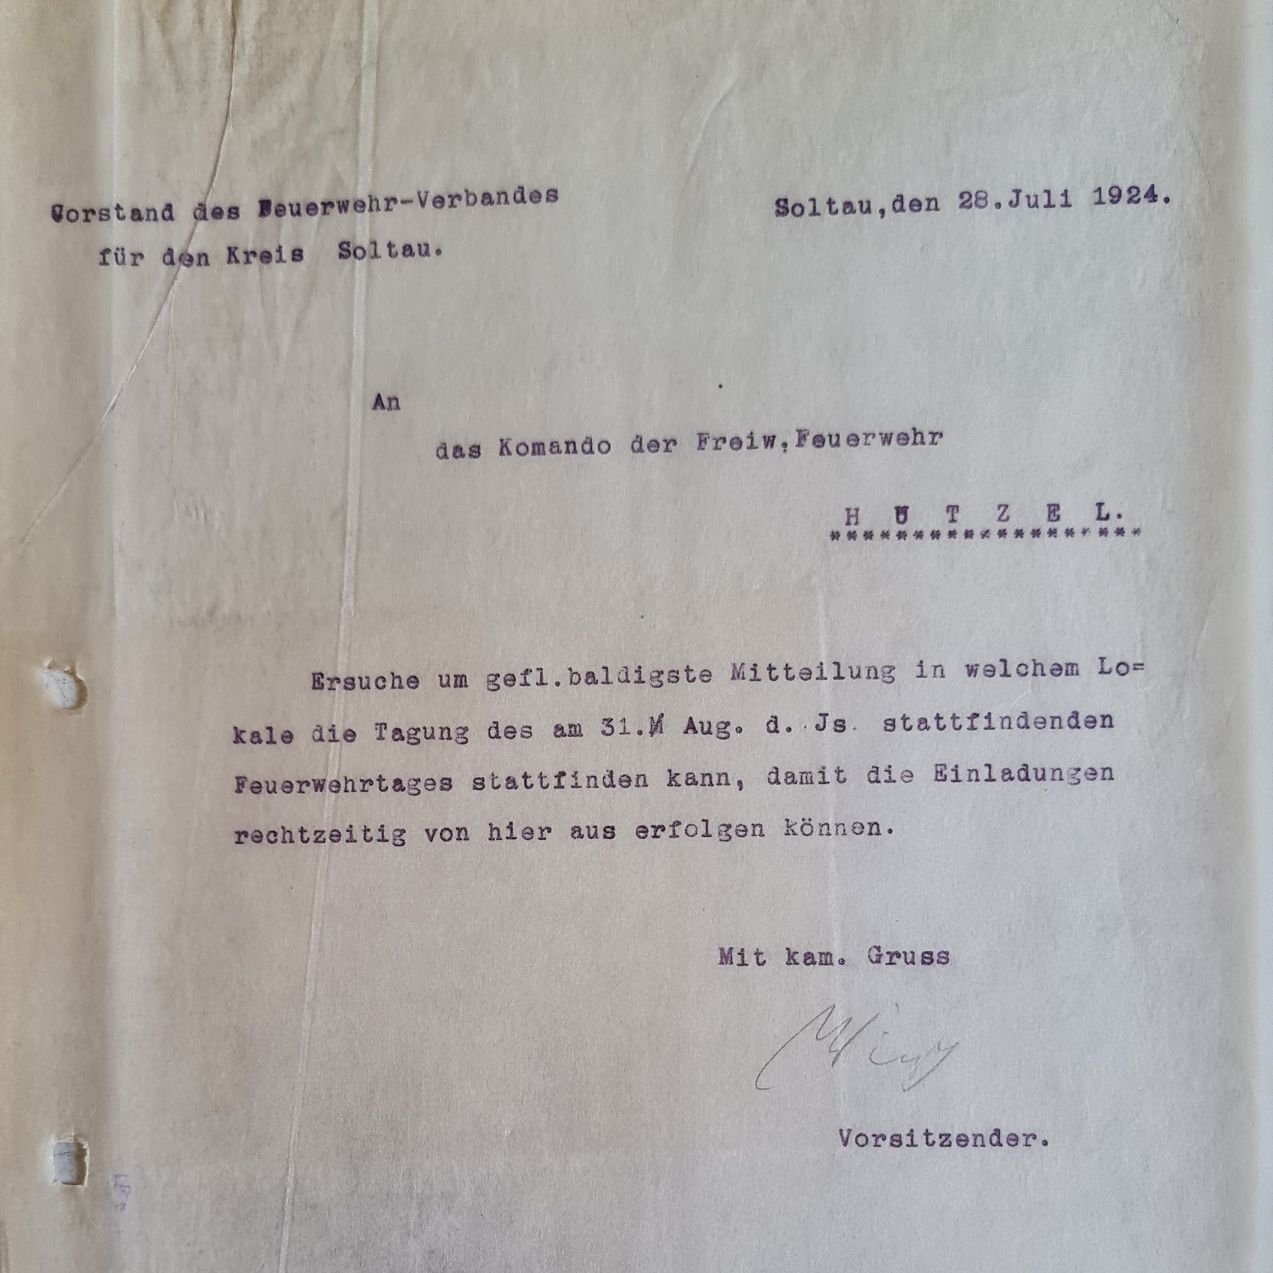 Vorstand des Feuerwehr-Verbandes
Soltau,den 28.Juli 1924.
für den Kreis Soltau.
An
das Komando der Freiw.Feuerwehr
H U T Z E L.
*******************
Ersuche um gefl.baldigste Mitteilung in welchem Lo=
kale die Tagung des am 31. Aug. d. Js. stattfindenden
Feuerwehrtages stattfinden kann, damit die Einladungen
rechtzeitig von hier aus erfolgen können.
Mit kam. Gruss
Vorsitzender.